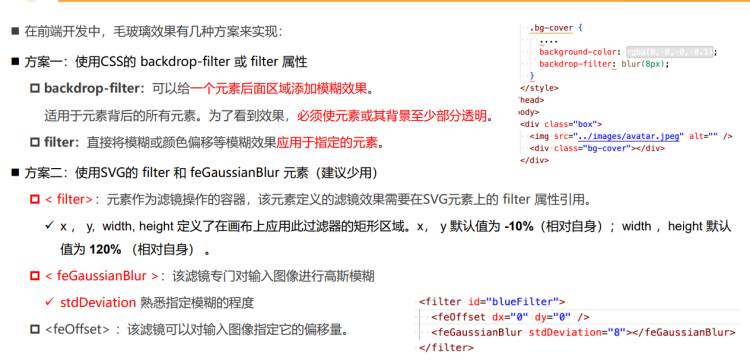 在前端开发中，毛玻璃效果有几种方案来实现:
方案一：使用CSS的 backdrop-filter 或 filter 属性
backdrop-filter：可以给一个元素后面区域添加模糊效果。
适用于元素背后的所有元素。为了看到效果，必须使元素或其背景至少部分透明。
filter：直接将模糊或颜色偏移等模糊效果应用于指定的元素。
方案二：使用SVG的 filter 和 feGaussianBlur 元素（建议少用）
< filter>：元素作为滤镜操作的容器，该元素定义的滤镜效果需要在SVG元素上的 filter 属性引用。
✓ x ， y, width, height 定义了在画布上应用此过滤器的矩形区域。x， y 默认值为 -10%（相对自身）；width ，height 默认
值为 120% （相对自身） 。
< feGaussianBlur >：该滤镜专门对输入图像进行高斯模糊
✓ stdDeviation 熟悉指定模糊的程度
<feOffset> ：该滤镜可以对输入图像指定它的偏移量。
.bg-cover {
....
background-color: rgba(0, 0, 0, 0.1);
backdrop-filter: blur(8px);
}
</style>
head>
body>
<div class="box">
<img src="../images/avatar.jpeg" alt="" />
<div class="bg-cover"></div>
</div>
<filter id="blueFilter">
<feOffset dx="0" dy="0" />
<feGaussianBlur stdDeviation="8"></feGaussianBlur>
</filter>